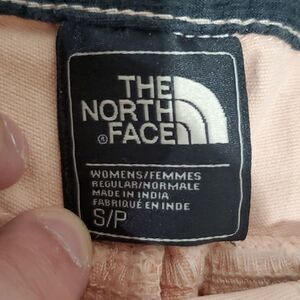 THE
NORTH
FACE
WOMENS/FEMMES
REGULAR/NORMALE
MADE IN INDIA
FABRIQUÉ EN INDE
S/P